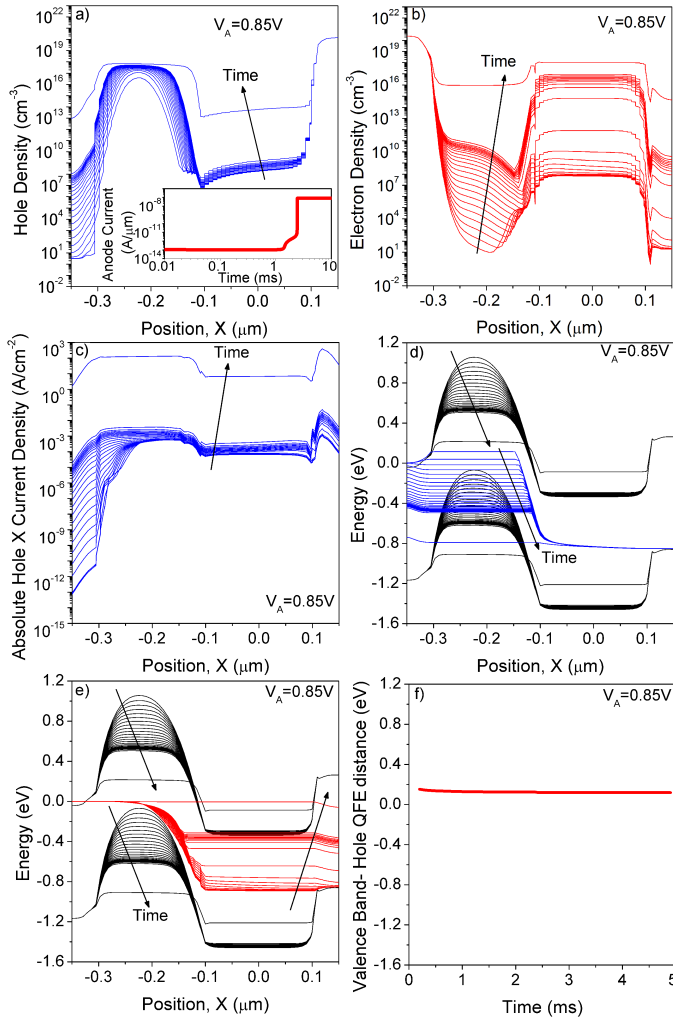 a)
V_A=0.85V
Time
Hole Density (cm^-3)
10^22
10^19
10^16
10^13
10^10
10^7
10^4
10^1
Anode Current
(A/μm)
10^-8
10^-11
10^-14
0.01
0.1
1
10
Time (ms)
-0.3
-0.2
-0.1
0.0
0.1
Position, X (μm)
b)
V_A=0.85V
Time
Electron Density (cm^-3)
10^22
10^19
10^16
10^13
10^10
10^7
10^4
10^1
-0.3
-0.2
-0.1
0.0
0.1
Position, X (μm)
c)
Time
V_A=0.85V
Absolute Hole X Current Density (A/cm^-2)
10^3
10^0
10^-3
10^-6
10^-9
10^-12
10^-15
-0.3
-0.2
-0.1
0.0
0.1
Position, X (μm)
d)
V_A=0.85V
Time
Energy (eV)
1.2
0.8
0.4
0.0
-0.4
-0.8
-1.2
-1.6
-0.3
-0.2
-0.1
0.0
0.1
Position, X (μm)
e)
V_A=0.85V
Time
Energy (eV)
1.2
0.8
0.4
0.0
-0.4
-0.8
-1.2
-1.6
-0.3
-0.2
-0.1
0.0
0.1
Position, X (μm)
f)
V_A=0.85V
Valence Band- Hole QFE distance (eV)
1.2
0.8
0.4
0.0
-0.4
-0.8
-1.2
-1.6
0
1
2
3
4
5
Time (ms)